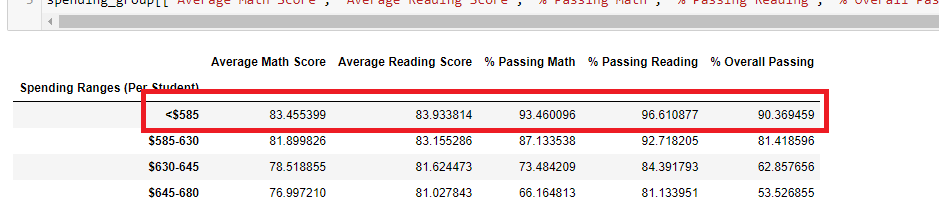 spending_group[["Average Math Score", "Average Reading Score", "% Passing Math", "% Passing Reading", "% Overall Pas
Average Math Score Average Reading Score % Passing Math % Passing Reading % Overall Passing
Spending Ranges (Per Student)
<$585 83.455399 83.933814 93.460096 96.610877 90.369459
$585-630 81.899826 83.155286 87.133538 92.718205 81.418596
$630-645 78.518855 81.624473 73.484209 84.391793 62.857656
$645-680 76.997210 81.027843 66.164813 81.133951 53.526855